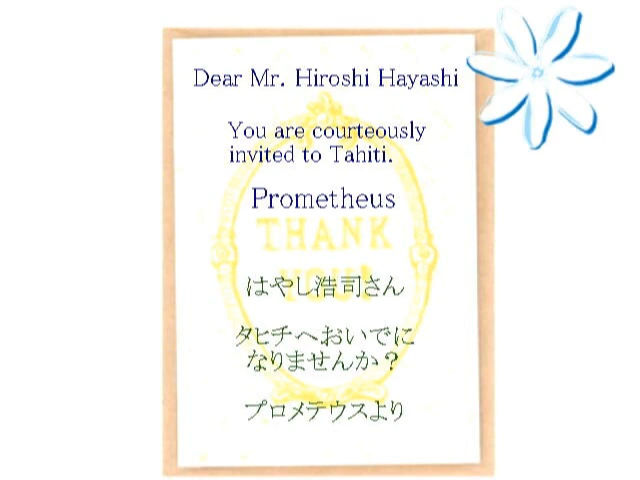 Dear Mr. Hiroshi Hayashi
You are courteously
invited to Tahiti.
Prometheus
THANK
YOU!
はやし浩司さん
タヒチへおいでに
なりませんか？
プロメテウスより